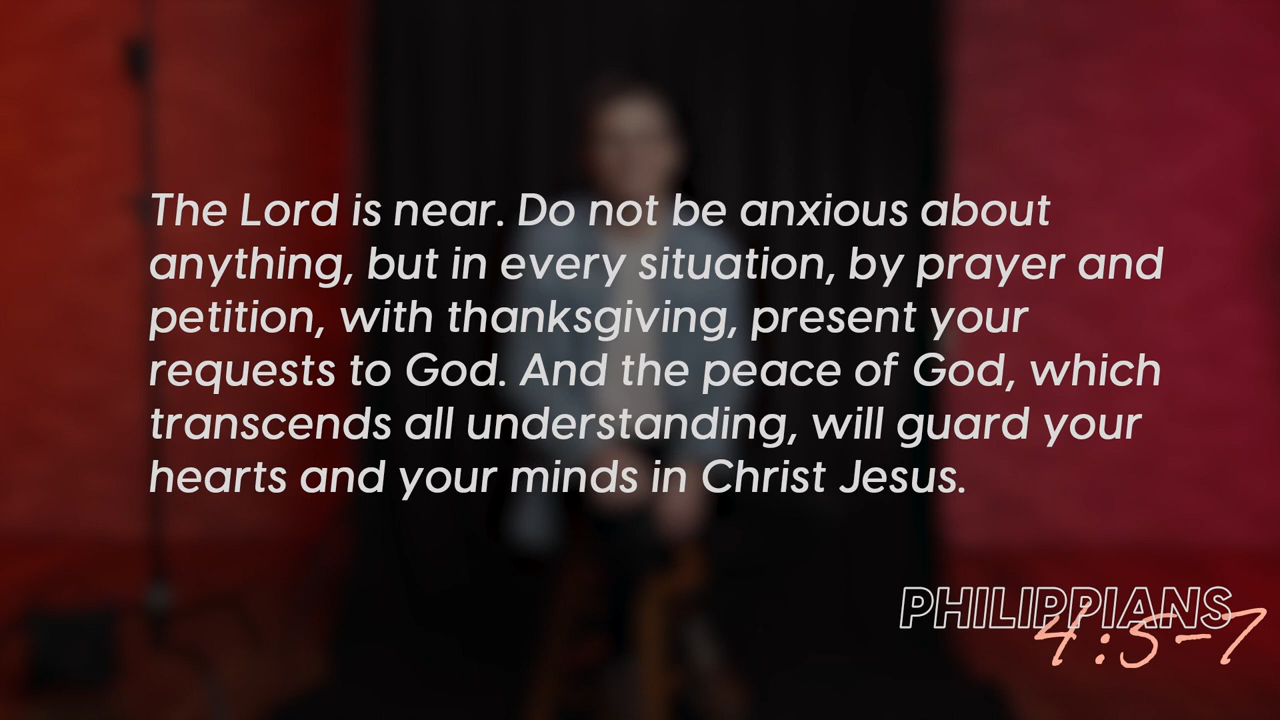 The Lord is near. Do not be anxious about
anything, but in every situation, by prayer and
petition, with thanksgiving, present your
requests to God. And the peace of God, which
transcends all understanding, will guard your
hearts and your minds in Christ Jesus.
PHILIPPIANS
4:5-7